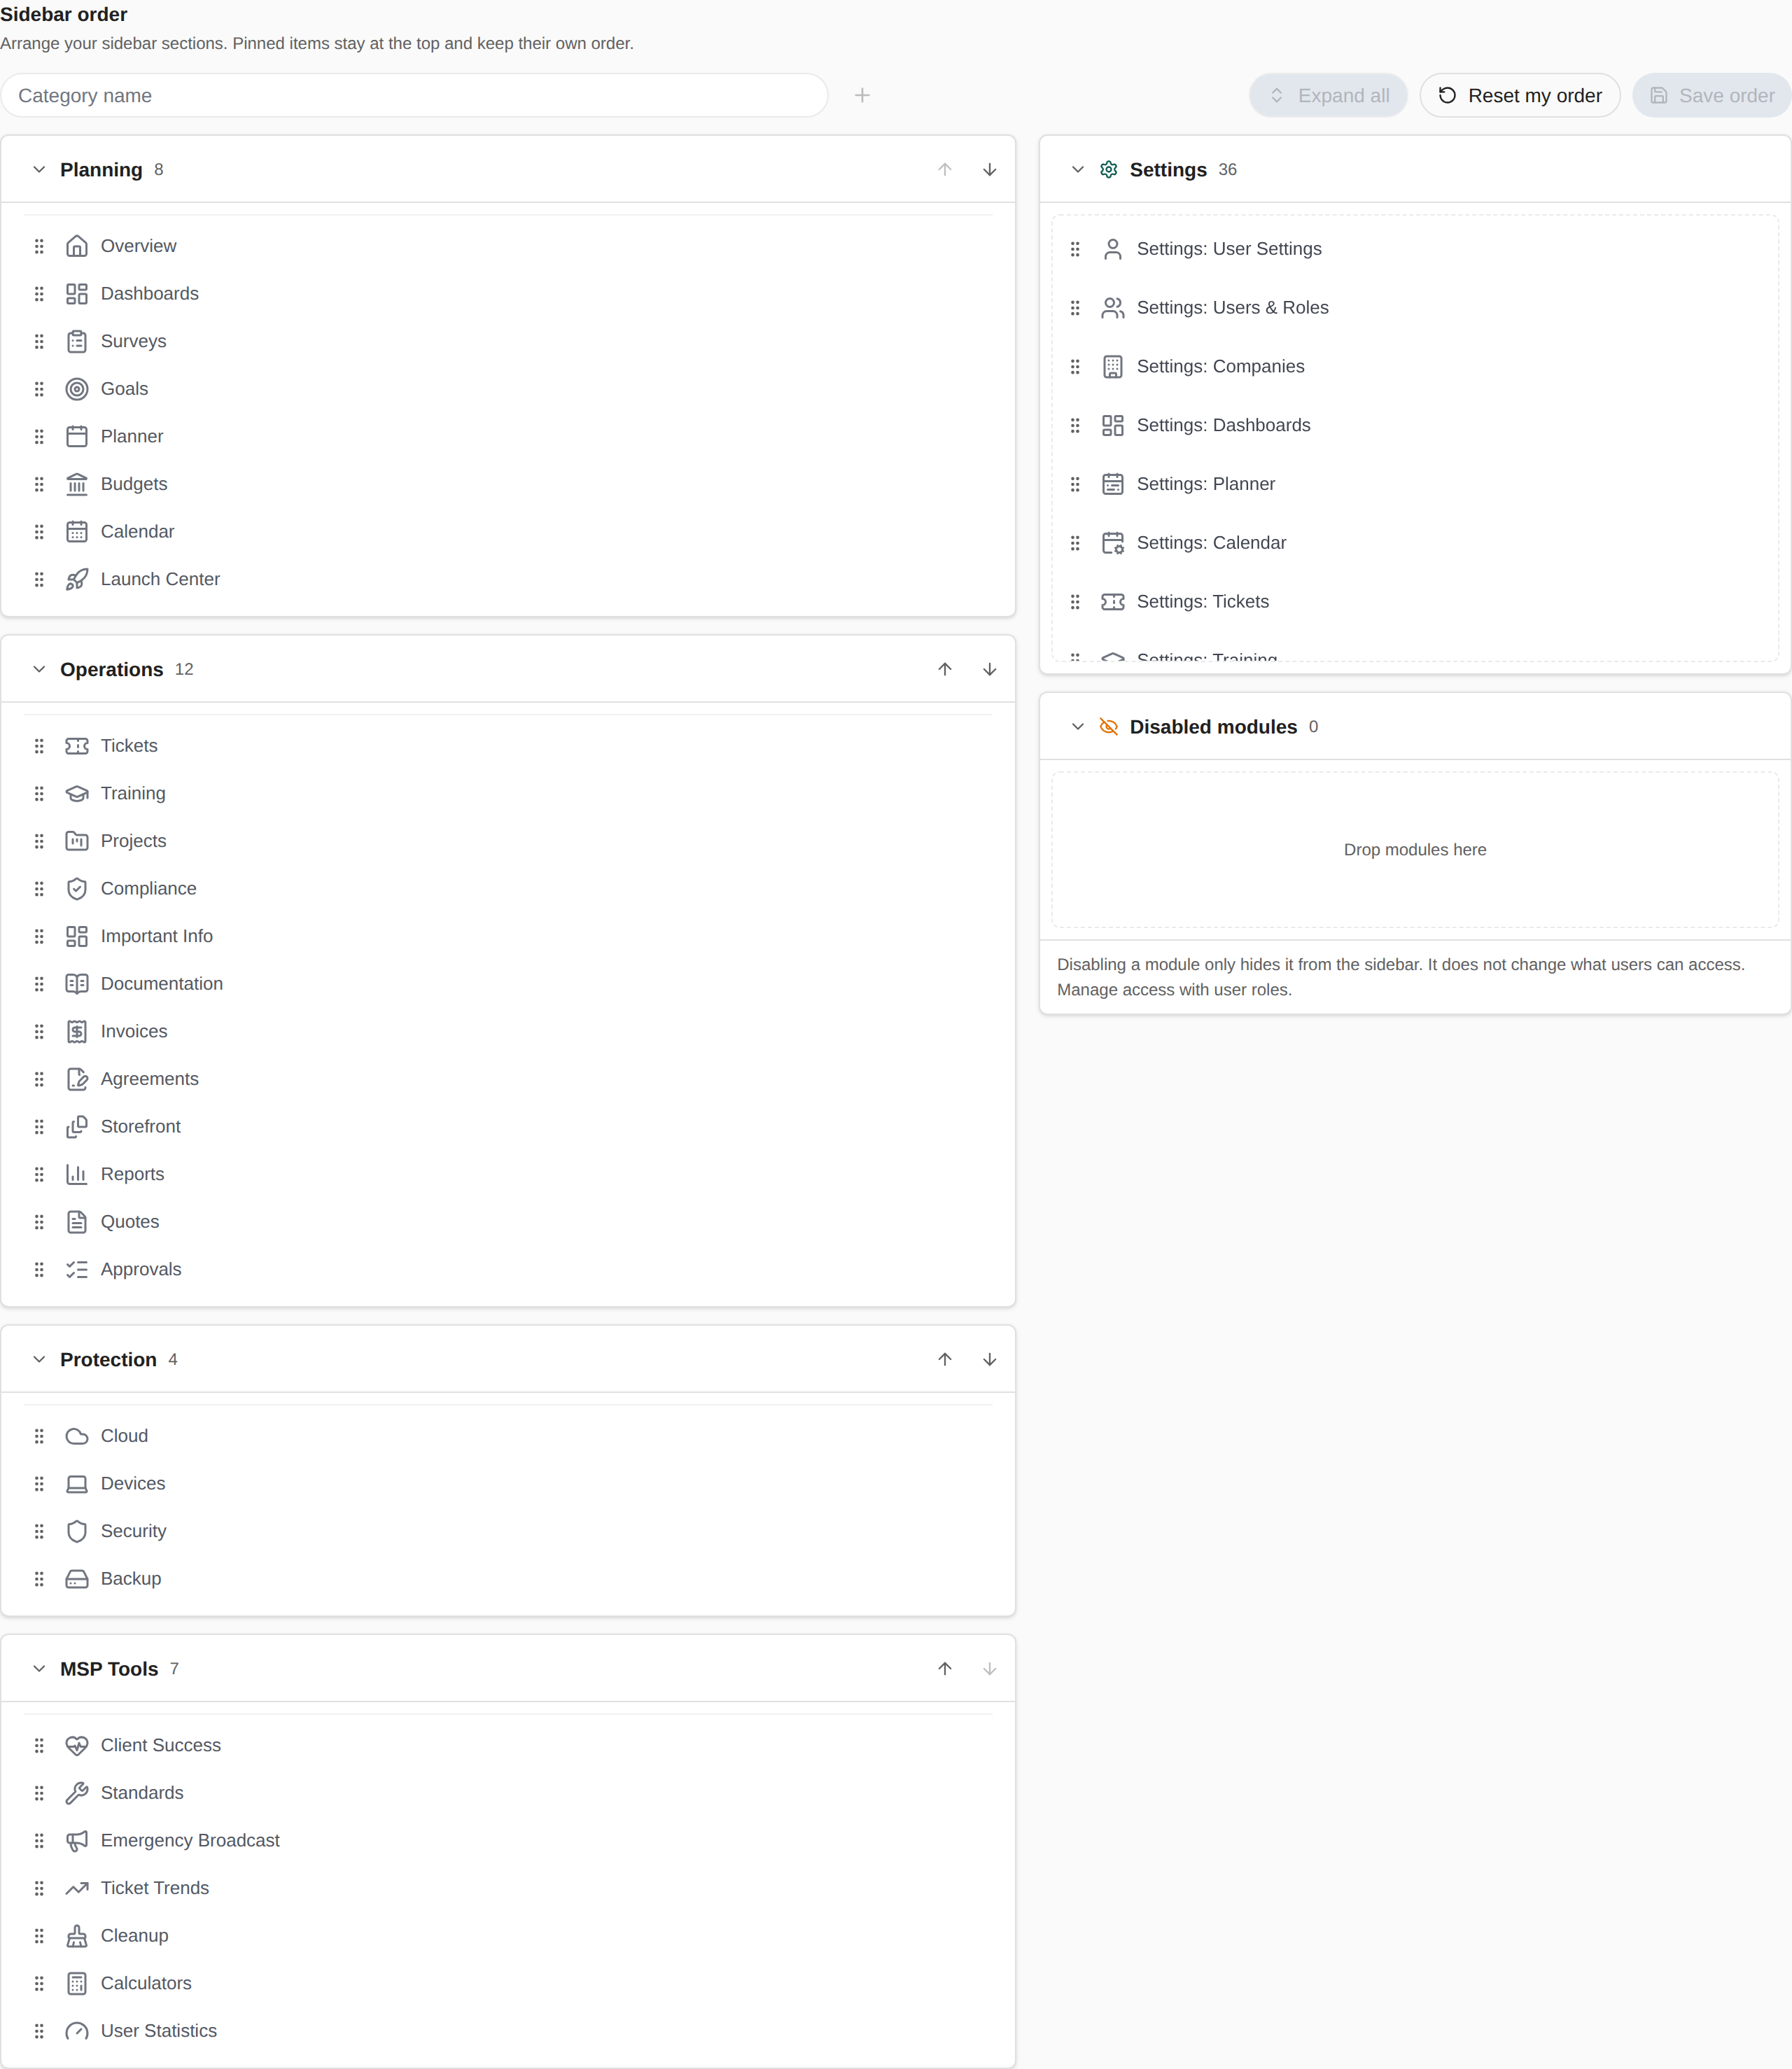 Sidebar order
Arrange your sidebar sections. Pinned items stay at the top and keep their own order.
Category name
Expand all
Reset my order
Save order
Planning 8
Overview
Dashboards
Surveys
Goals
Planner
Budgets
Calendar
Launch Center
Operations 12
Tickets
Training
Projects
Compliance
Important Info
Documentation
Invoices
Agreements
Storefront
Reports
Quotes
Approvals
Protection 4
Cloud
Devices
Security
Backup
MSP Tools 7
Client Success
Standards
Emergency Broadcast
Ticket Trends
Cleanup
Calculators
User Statistics
Settings 36
Settings: User Settings
Settings: Users & Roles
Settings: Companies
Settings: Dashboards
Settings: Planner
Settings: Calendar
Settings: Tickets
Settings: Training
Disabled modules 0
Drop modules here
Disabling a module only hides it from the sidebar. It does not change what users can access.
Manage access with user roles.